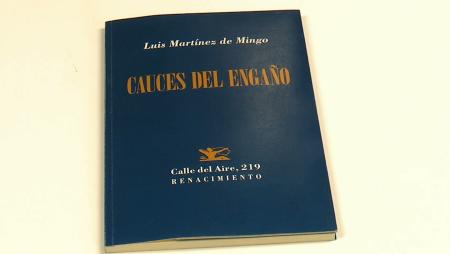 Luis Martínez de Mingo
CAUCES DEL ENGAÑO
Calle del Aire, 219
RENACIMIENTO